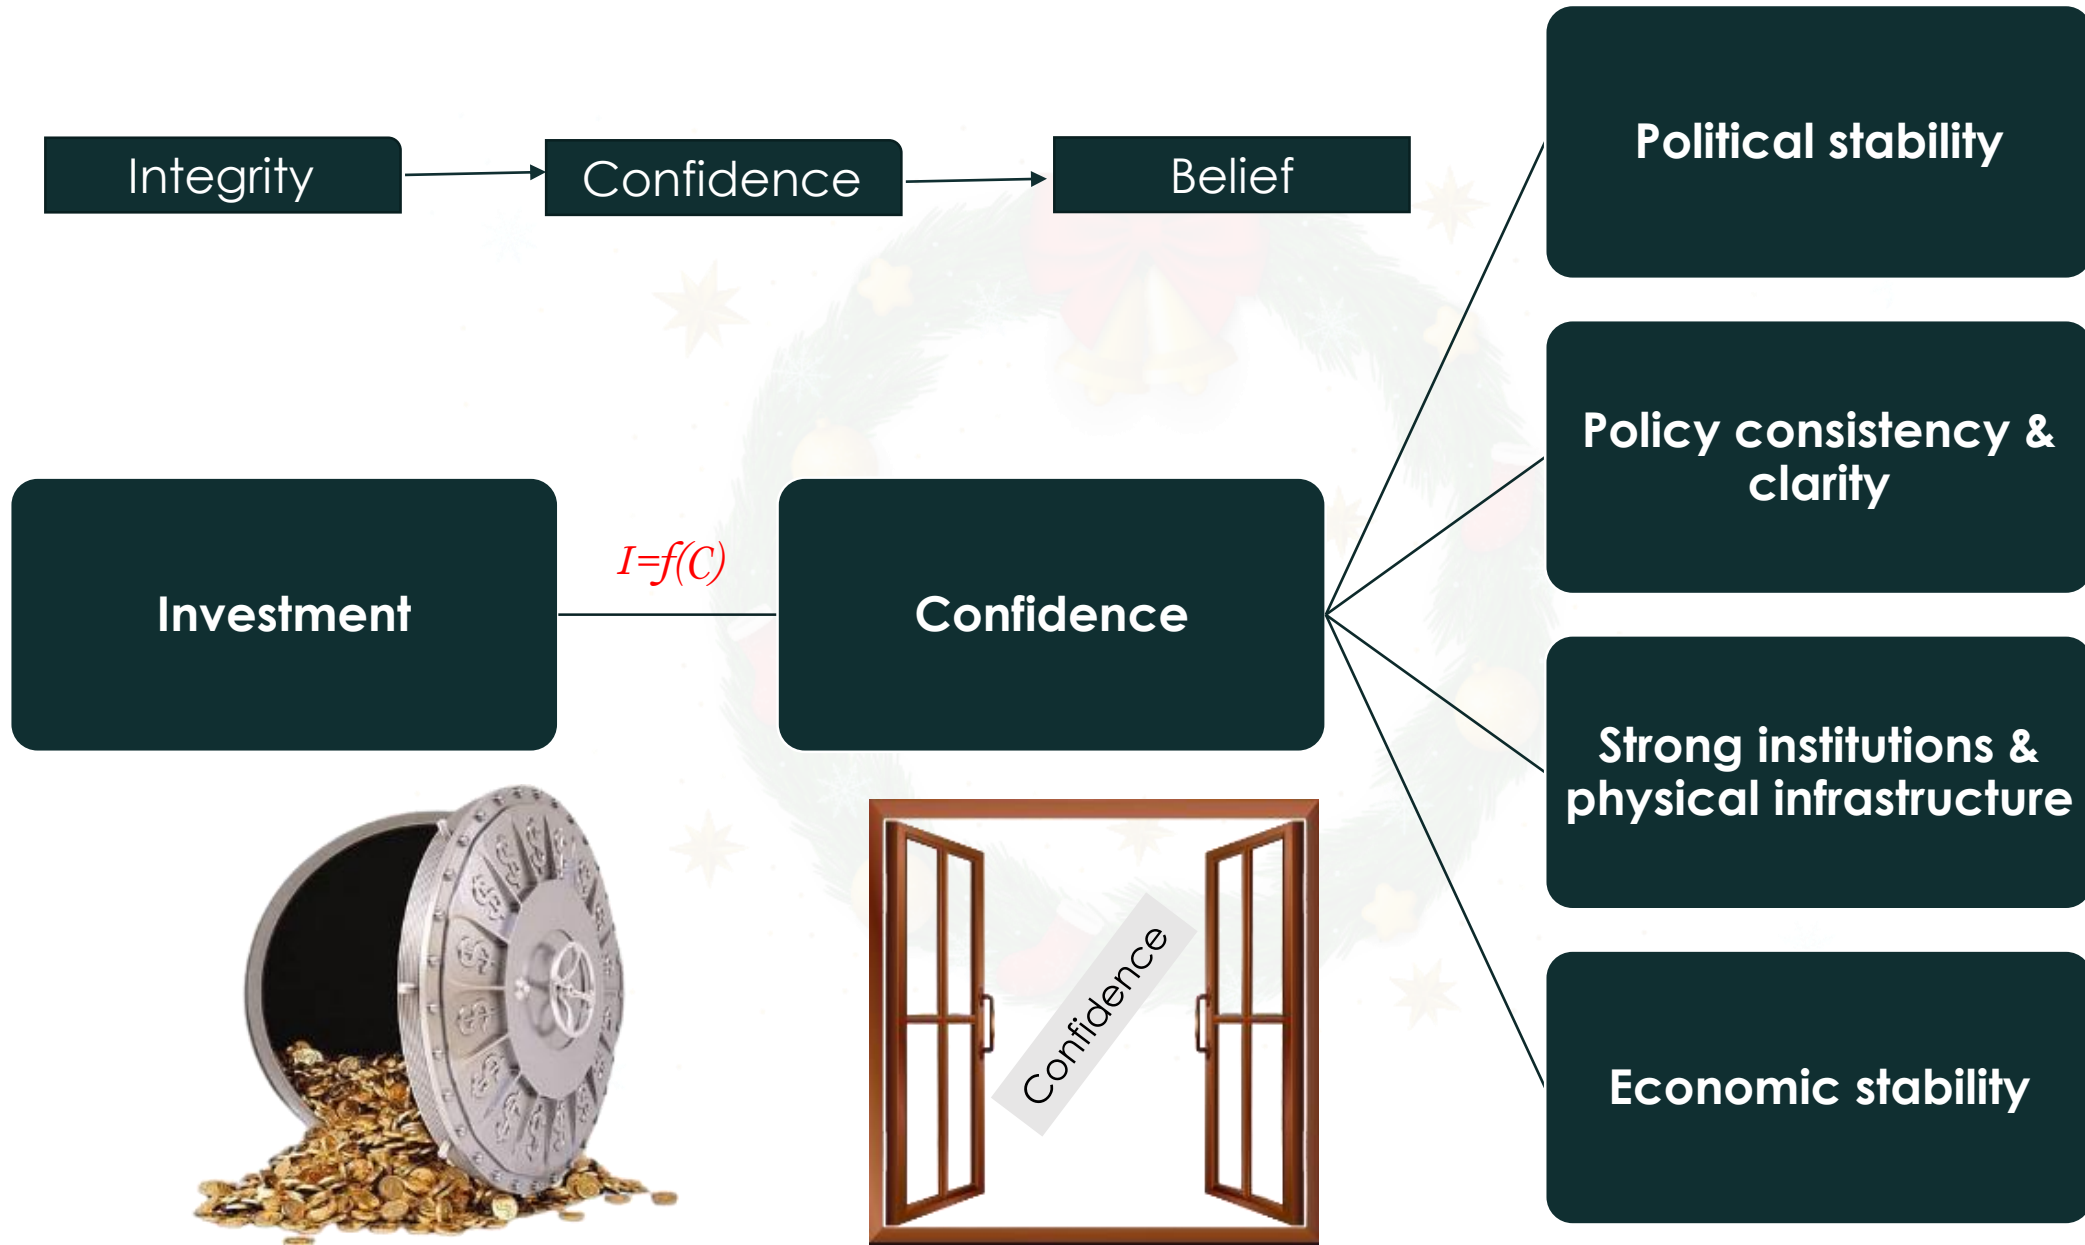 Integrity
Confidence
Belief
Political stability
Policy consistency &
clarity
Investment
I=f(C)
Confidence
Strong institutions &
physical infrastructure
Economic stability
Confidence